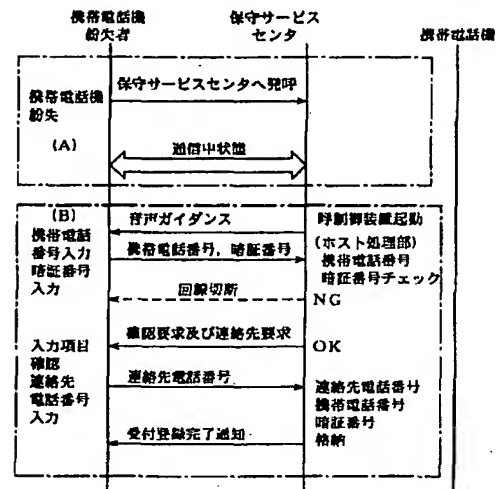 携帯電話機
紛失者
保守サービス
センタ
携帯電話機
保守サービスセンタへ発呼
携帯電話機
紛失
(A)
通信中状態
(B)
音声ガイダンス
呼制御装置起動
携帯電話
番号入力
暗証番号
入力
携帯電話番号，暗証番号
(ホスト処理部)
携帯電話番号
暗証番号チェック
回線切断
NG
確認要求及び連絡先要求
OK
入力項目
確認
連絡先
電話番号
入力
連絡先電話番号
連絡先電話番号
携帯電話番号
暗証番号
格納
受付登録完了通知